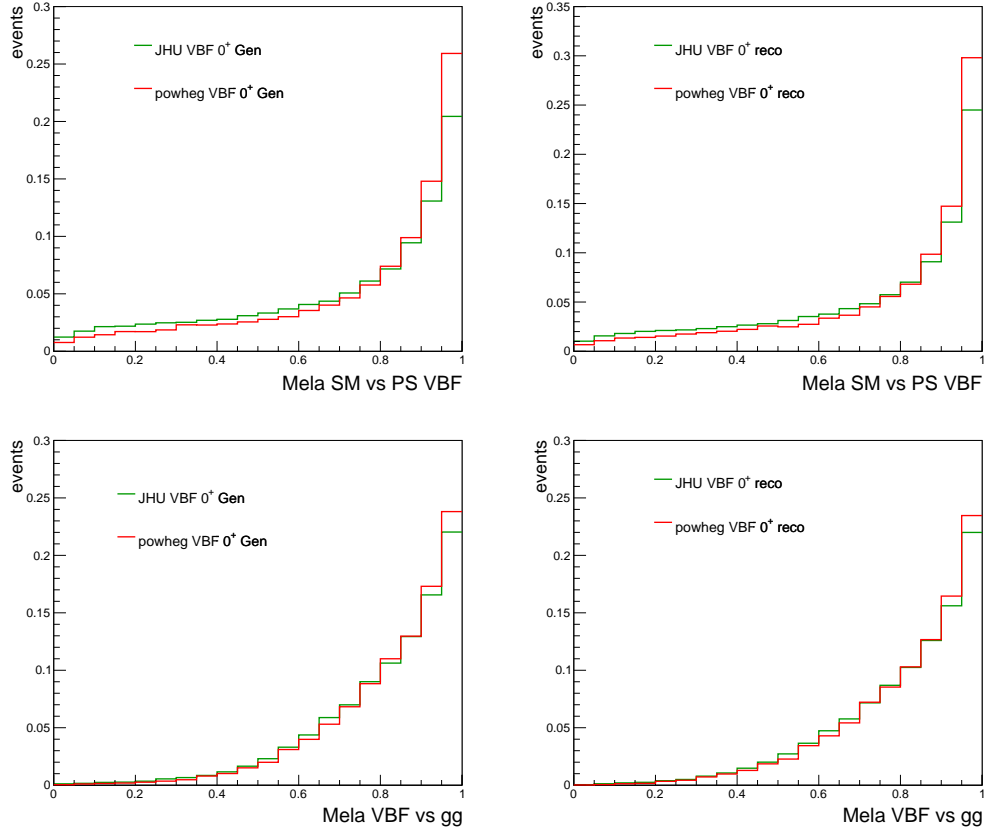 events
0.3
0.25
0.2
0.15
0.1
0.05
0
JHU VBF 0⁺ Gen
powheg VBF 0⁺ Gen
0 0.2 0.4 0.6 0.8 1
Mela SM vs PS VBF
events
0.35
0.3
0.25
0.2
0.15
0.1
0.05
0
JHU VBF 0⁺ reco
powheg VBF 0⁺ reco
0 0.2 0.4 0.6 0.8 1
Mela SM vs PS VBF
events
0.3
0.25
0.2
0.15
0.1
0.05
0
JHU VBF 0⁺ Gen
powheg VBF 0⁺ Gen
0 0.2 0.4 0.6 0.8 1
Mela VBF vs gg
events
0.3
0.25
0.2
0.15
0.1
0.05
0
JHU VBF 0⁺ reco
powheg VBF 0⁺ reco
0 0.2 0.4 0.6 0.8 1
Mela VBF vs gg